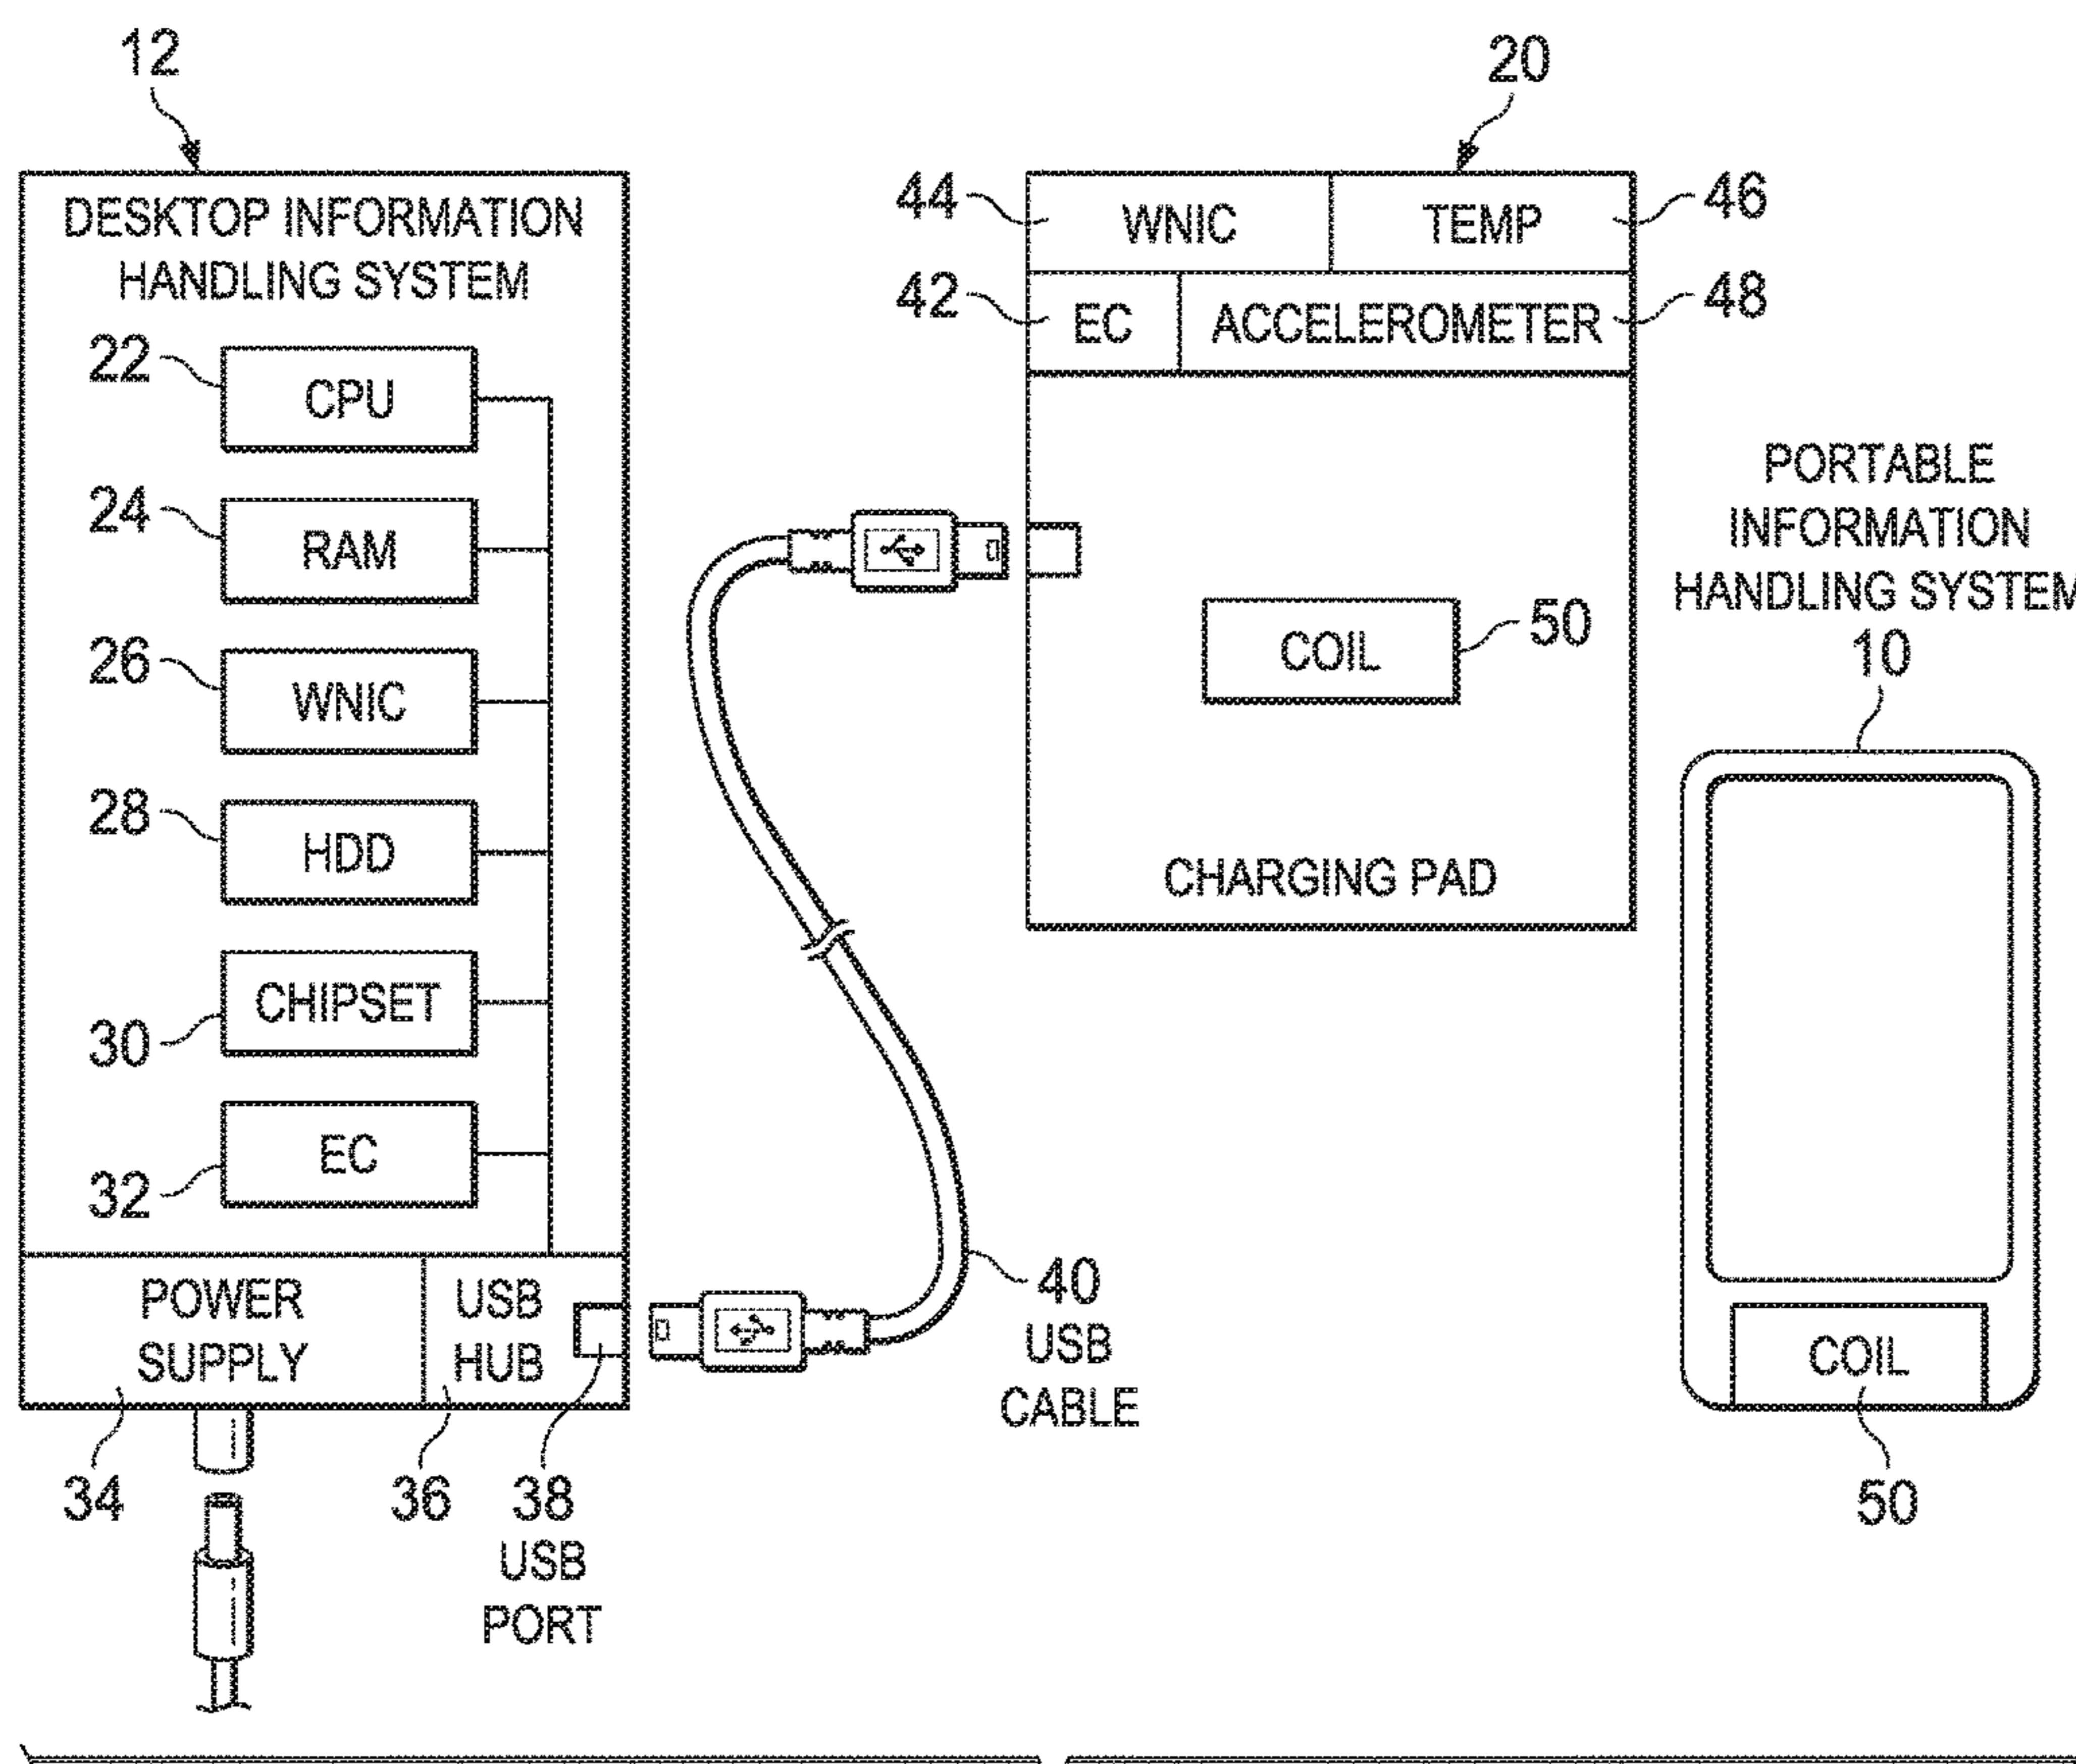 12
DESKTOP INFORMATION
HANDLING SYSTEM
22
CPU
24
RAM
26
WNIC
28
HDD
CHIPSET
30
EC
32
POWER
SUPPLY
USB
HUB
34
36
38
USB
PORT
40
USB
CABLE
20
44
WNIC
TEMP
46
42
EC
ACCELEROMETER
48
COIL
50
CHARGING PAD
PORTABLE
INFORMATION
HANDLING SYSTEM
10
COIL
50